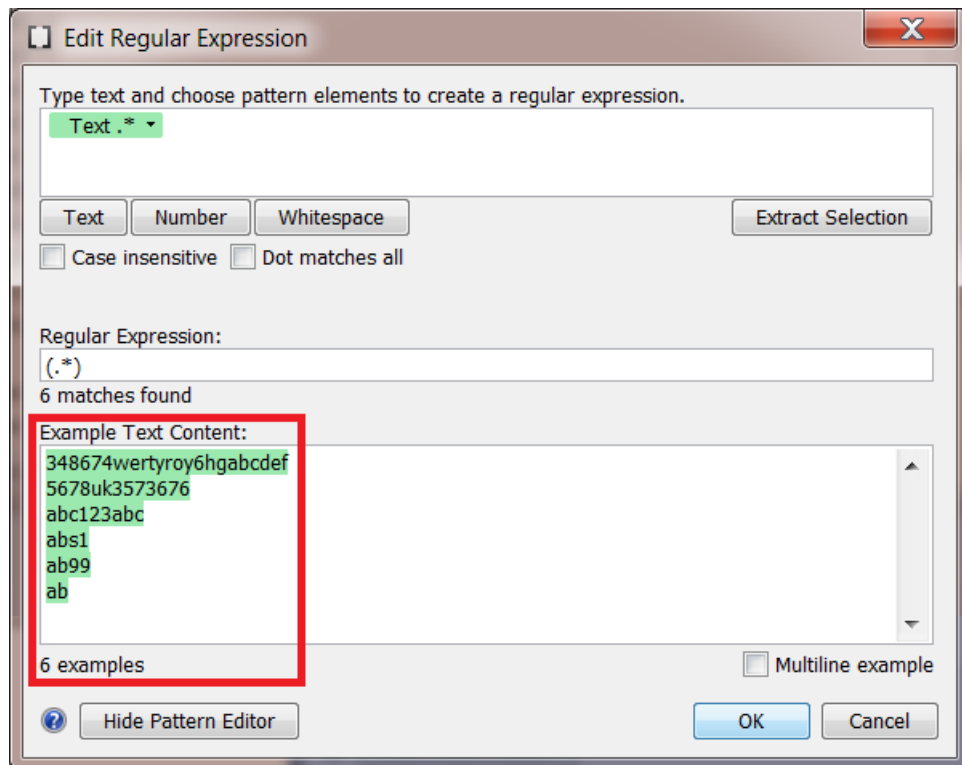 Edit Regular Expression
X
Type text and choose pattern elements to create a regular expression.
Text .*
Text Number Whitespace Extract Selection
Case insensitive Dot matches all
Regular Expression:
(.*)
6 matches found
Example Text Content:
348674wertyroy6hgabcdef
5678uk3573676
abc123abc
abs1
ab99
ab
6 examples Multiline example
? Hide Pattern Editor OK Cancel